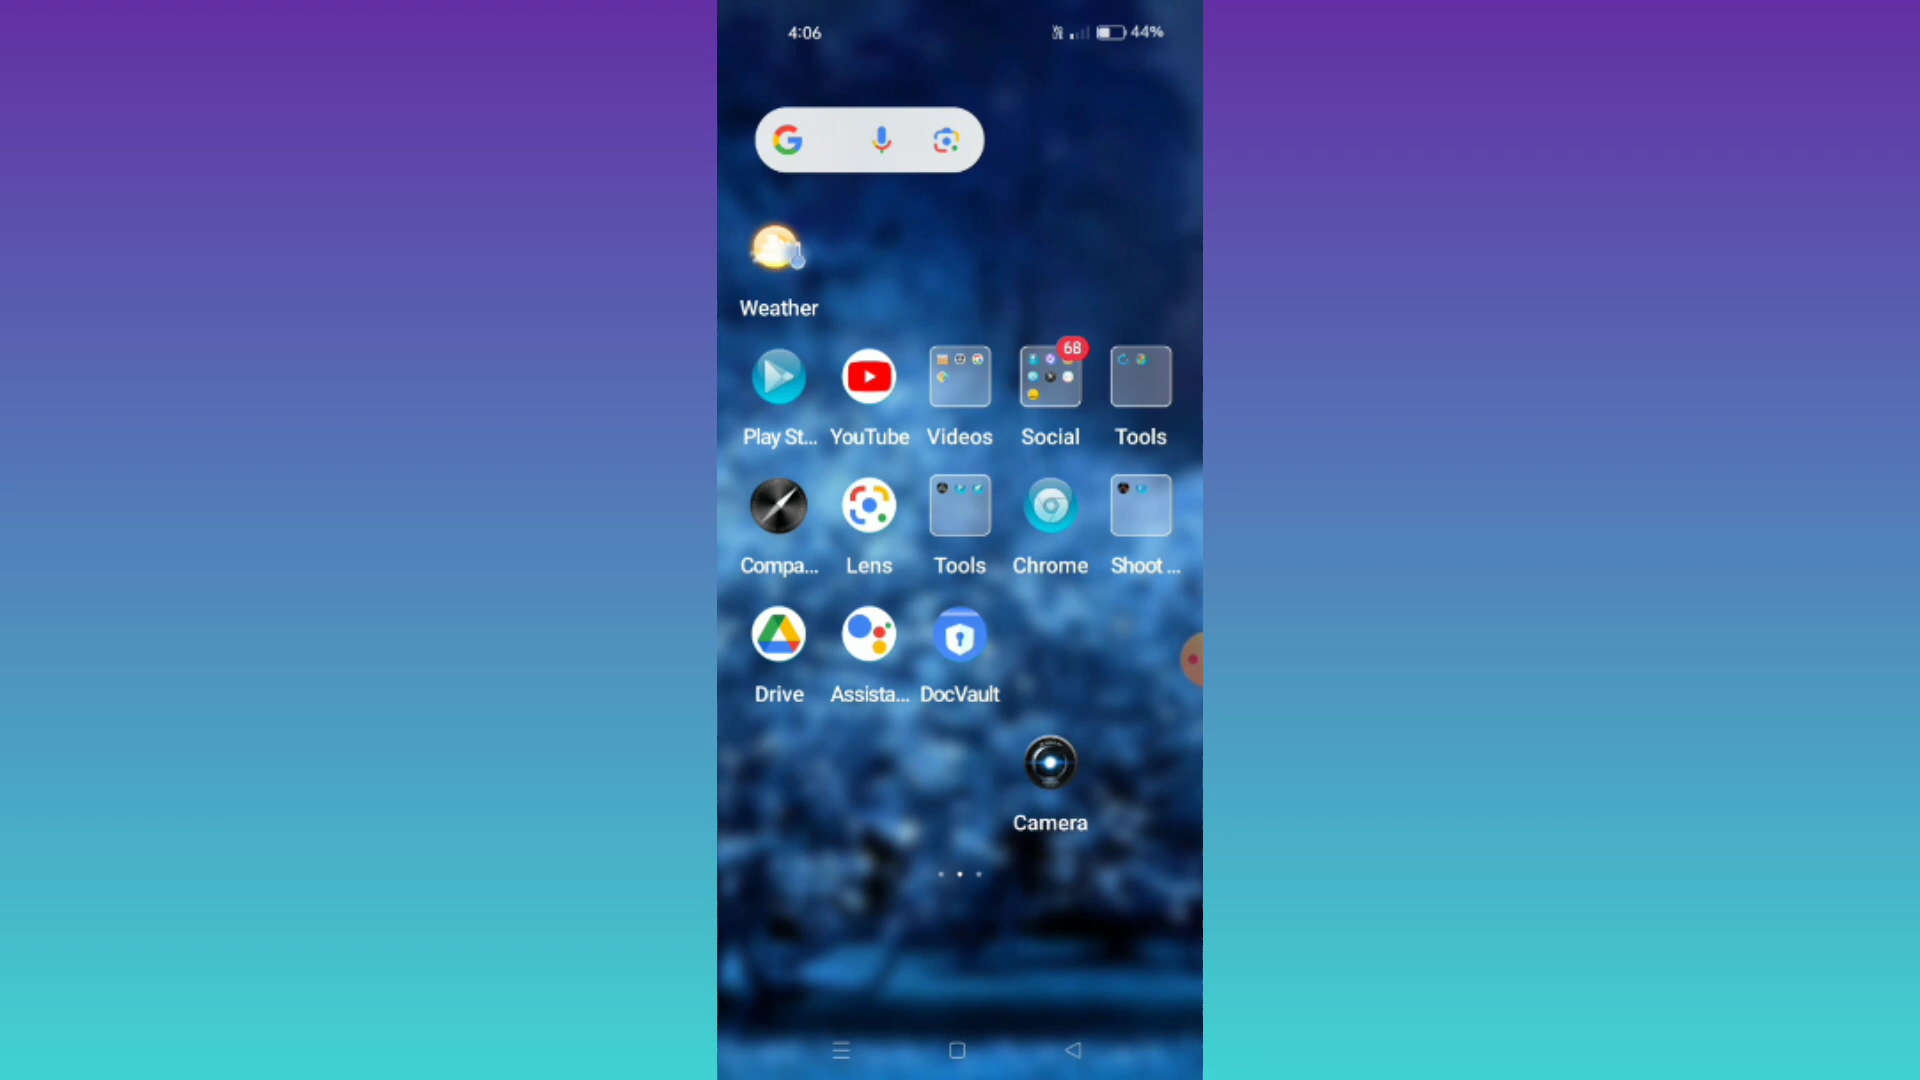 4:06 44%
Weather
68
Play St... YouTube Videos Social Tools
Compa... Lens Tools Chrome Shoot ...
Drive Assista... DocVault
Camera